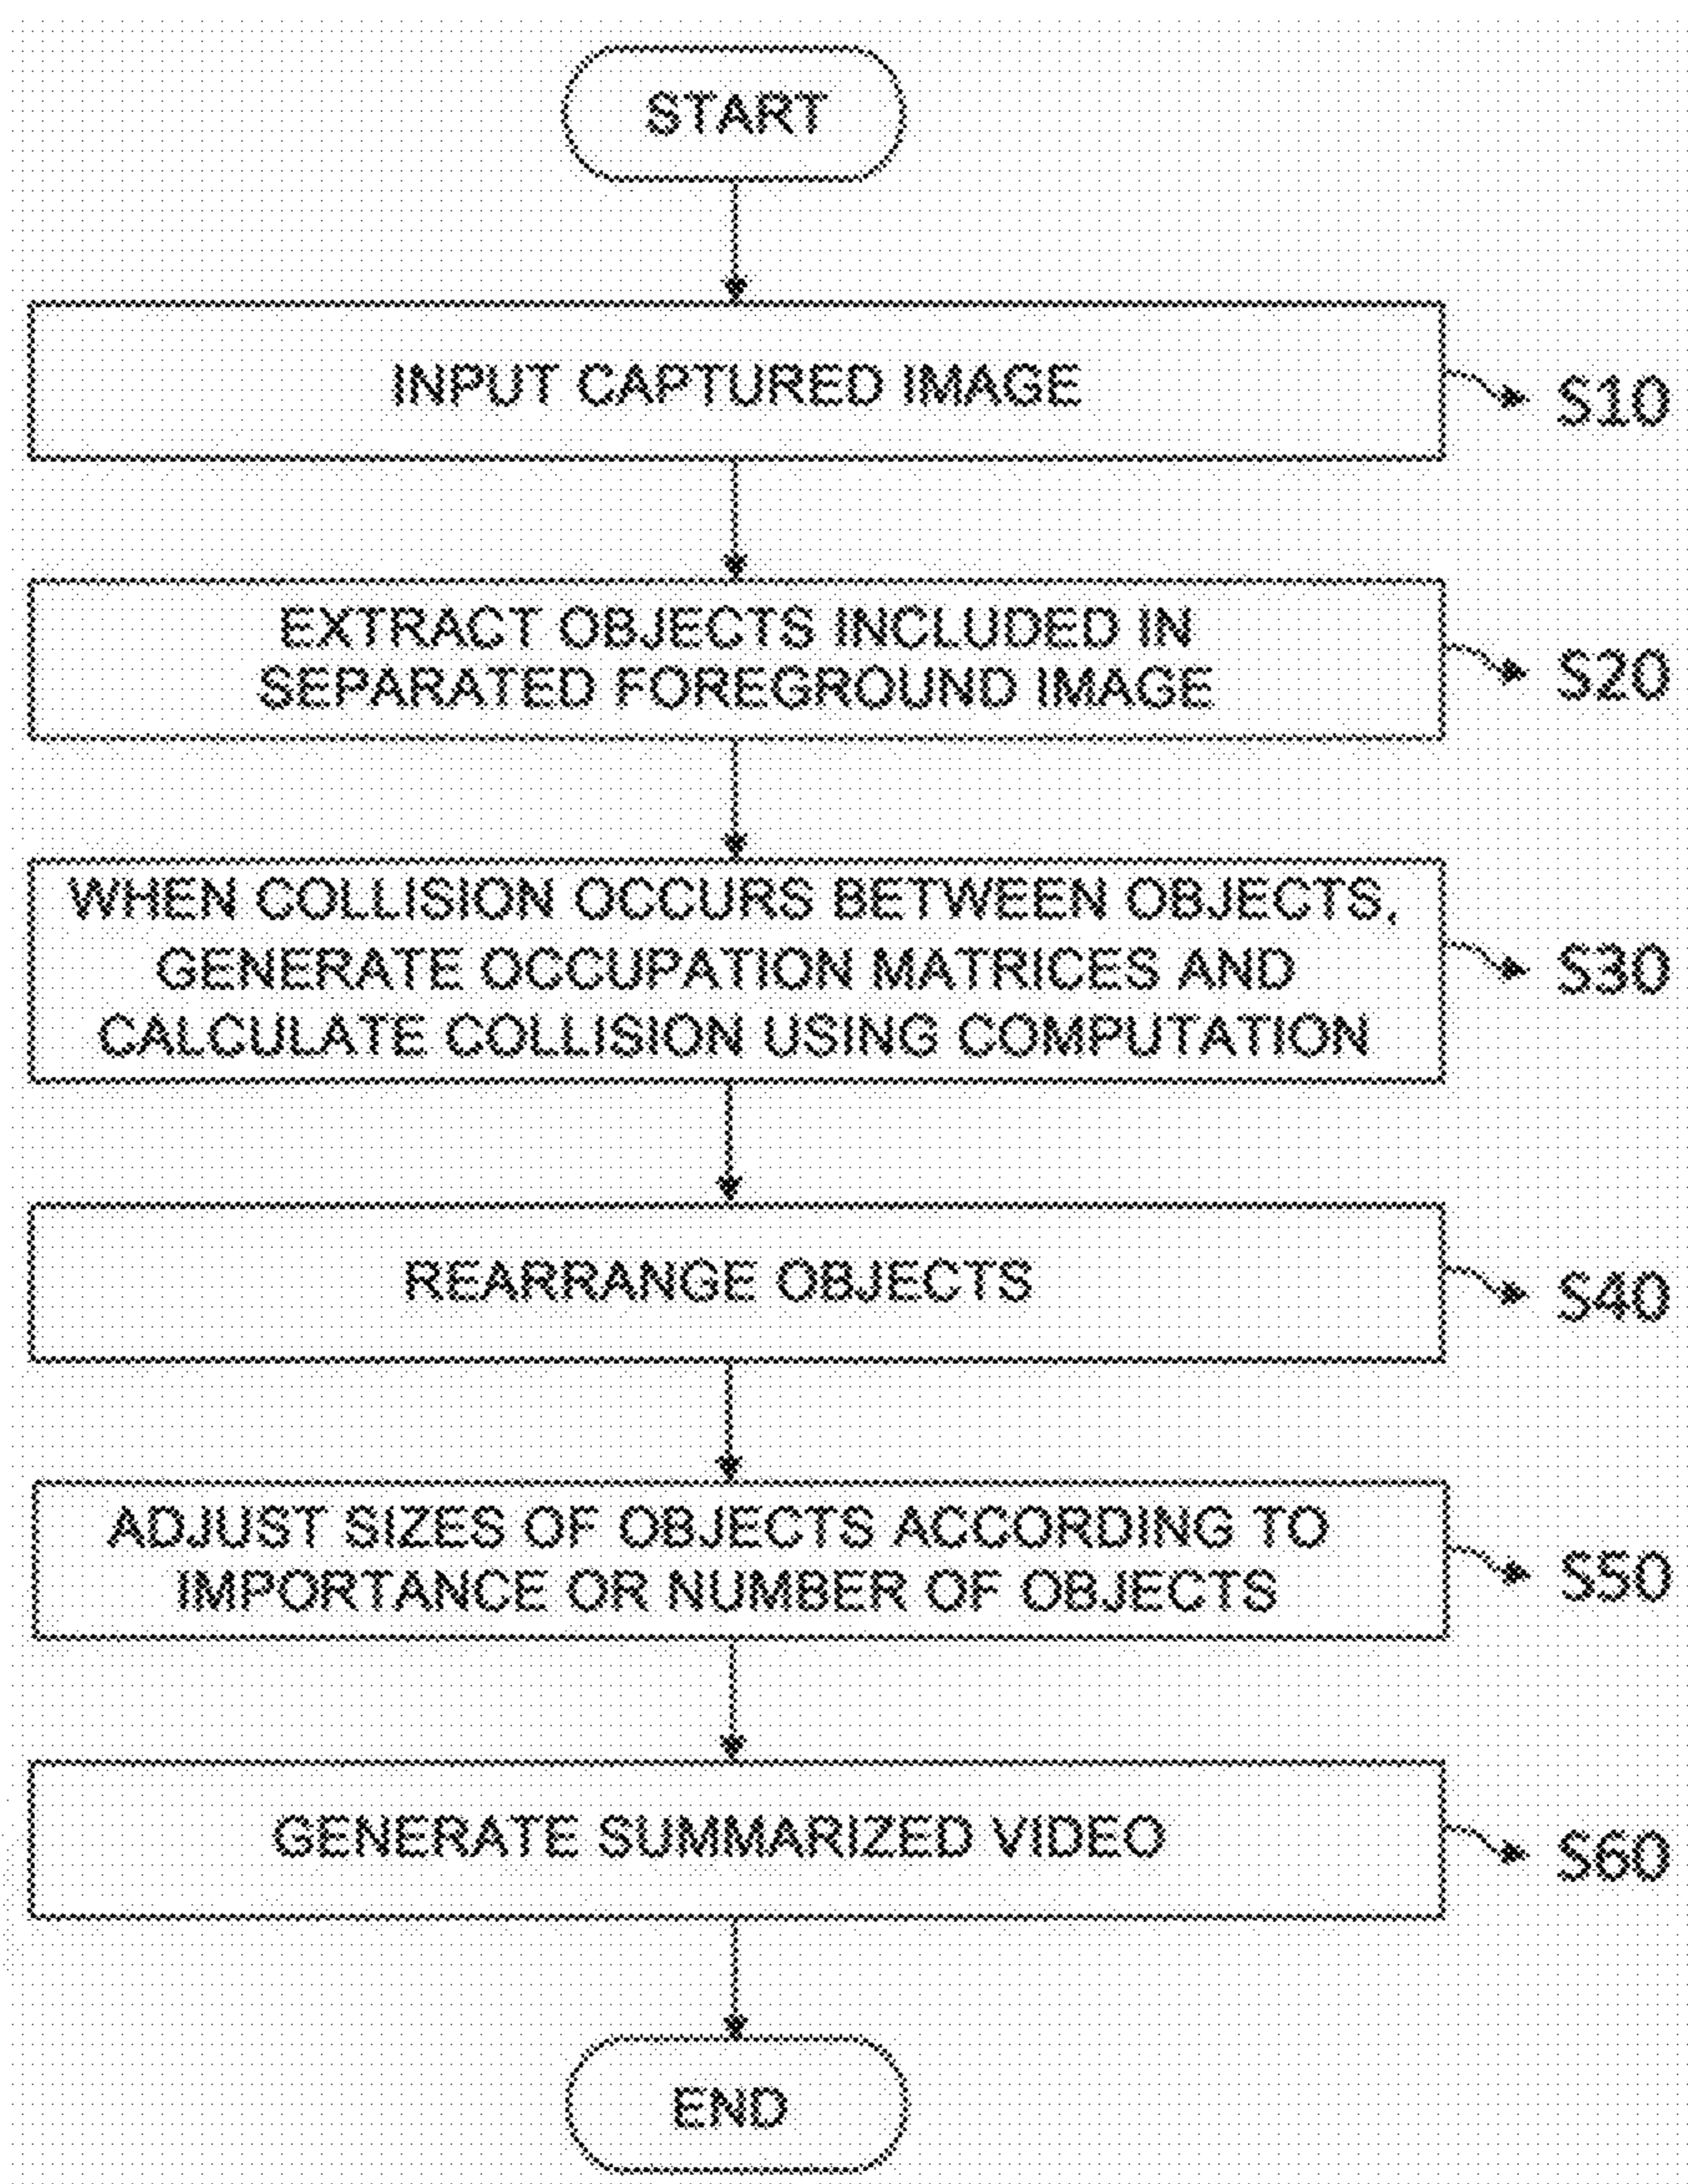 START
INPUT CAPTURED IMAGE
S10
EXTRACT OBJECTS INCLUDED IN
SEPARATED FOREGROUND IMAGE
S20
WHEN COLLISION OCCURS BETWEEN OBJECTS,
GENERATE OCCUPATION MATRICES AND
CALCULATE COLLISION USING COMPUTATION
S30
REARRANGE OBJECTS
S40
ADJUST SIZES OF OBJECTS ACCORDING TO
IMPORTANCE OR NUMBER OF OBJECTS
S50
GENERATE SUMMARIZED VIDEO
S60
END